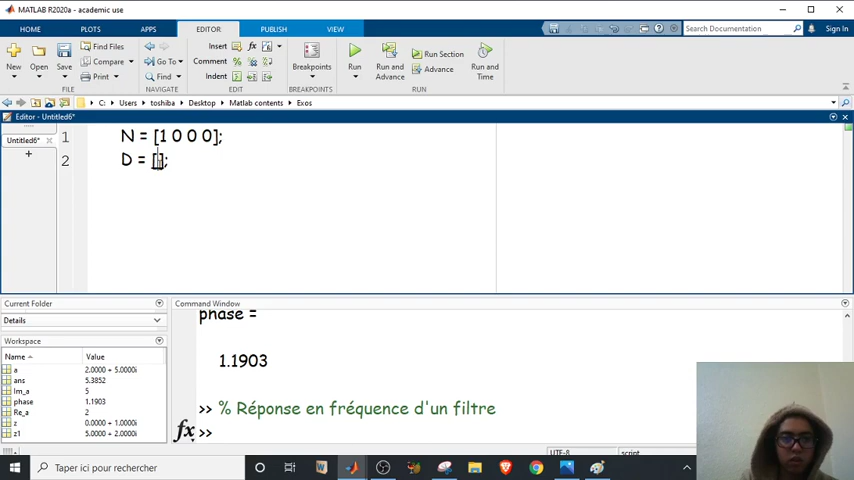 MATLAB R2020a - academic use
HOME PLOTS APPS EDITOR PUBLISH VIEW Search Documentation Sign In
New Open Save Find Files Compare Print Go To Find Insert Comment Indent fx Breakpoints Run Run and Advance Run Section Advance Run and Time
FILE NAVIGATE EDIT BREAKPOINTS RUN
C: Users toshiba Desktop Matlab contents Exos
Editor - Untitled6*
Untitled6*
1 N = [1 0 0 0];
2 D = [];
Current Folder
Details
Workspace
Name Value
a 2.0000 + 5.0000i
ans 5.3852
Im_a 5
phase 1.1903
Re_a 2
z 0.0000 + 1.0000i
z1 5.0000 + 2.0000i
Command Window
phase =
1.1903
>> % Réponse en fréquence d'un filtre
fx >>
UTF-8 script
Taper ici pour rechercher